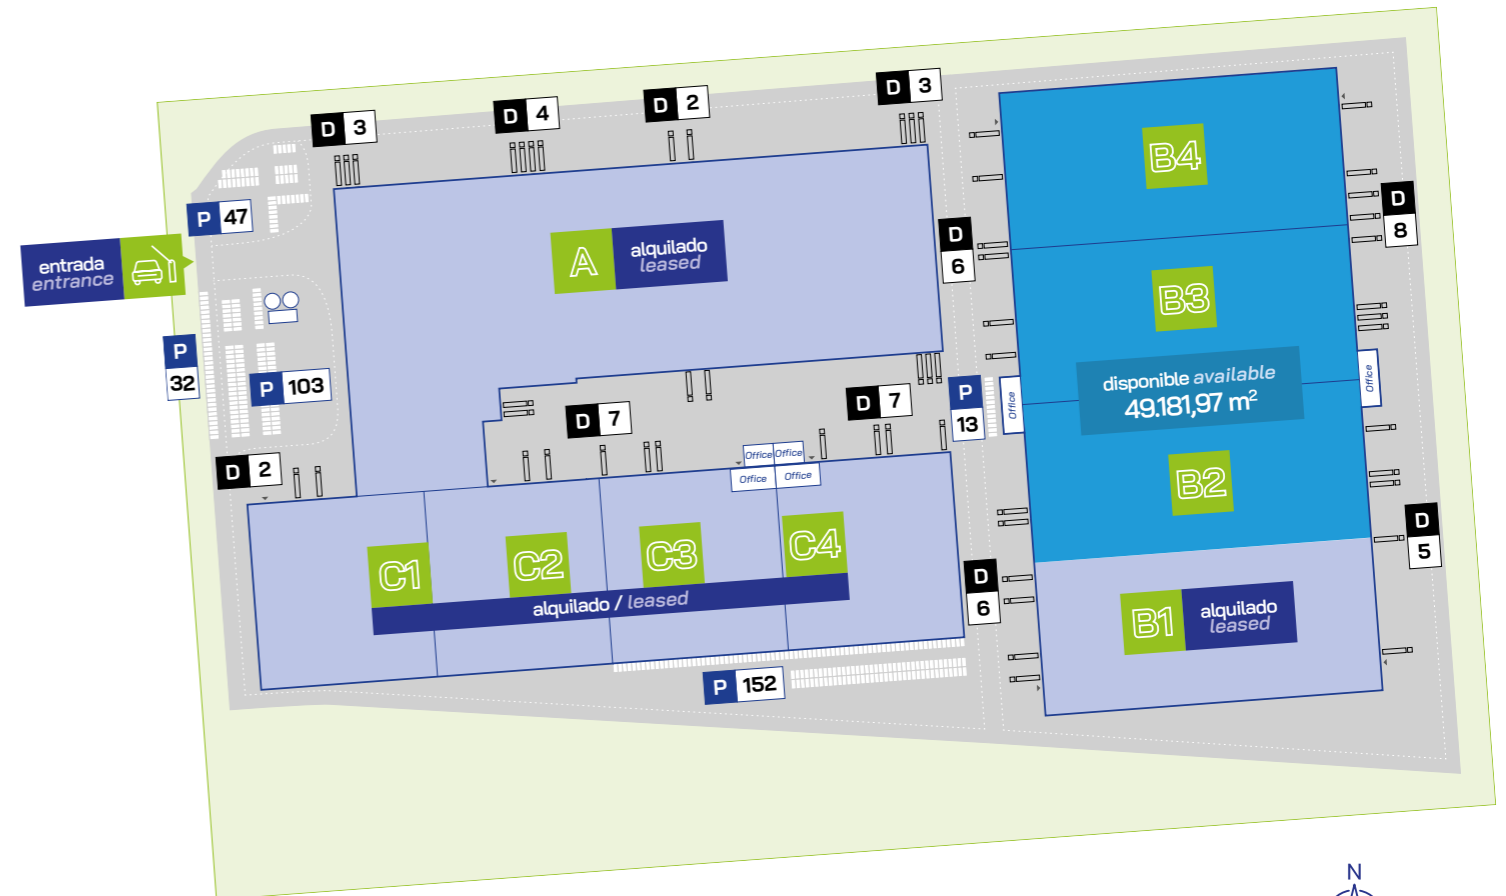 D 3
D 4
D 2
D 3
P 47
entrada
entrance
A
alquilado
leased
B4
D
8
D
6
B3
P
32
P 103
disponible available
49.181,97 m²
Office
D 7
D 7
P
13
Office
D 2
Office Office
Office Office
B2
C1
C2
C3
C4
alquilado / leased
D
5
D
6
B1
alquilado
leased
P 152
N